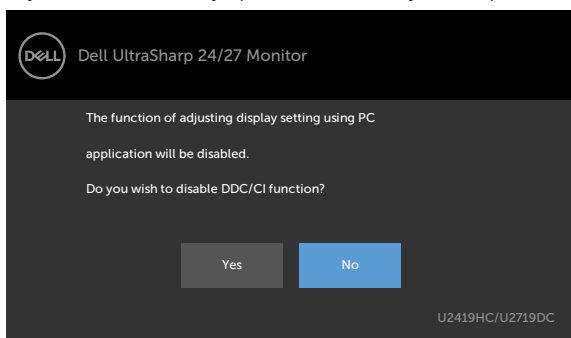 DELL
Dell UltraSharp 24/27 Monitor
The function of adjusting display setting using PC
application will be disabled.
Do you wish to disable DDC/CI function?
Yes
No
U2419HC/U2719DC